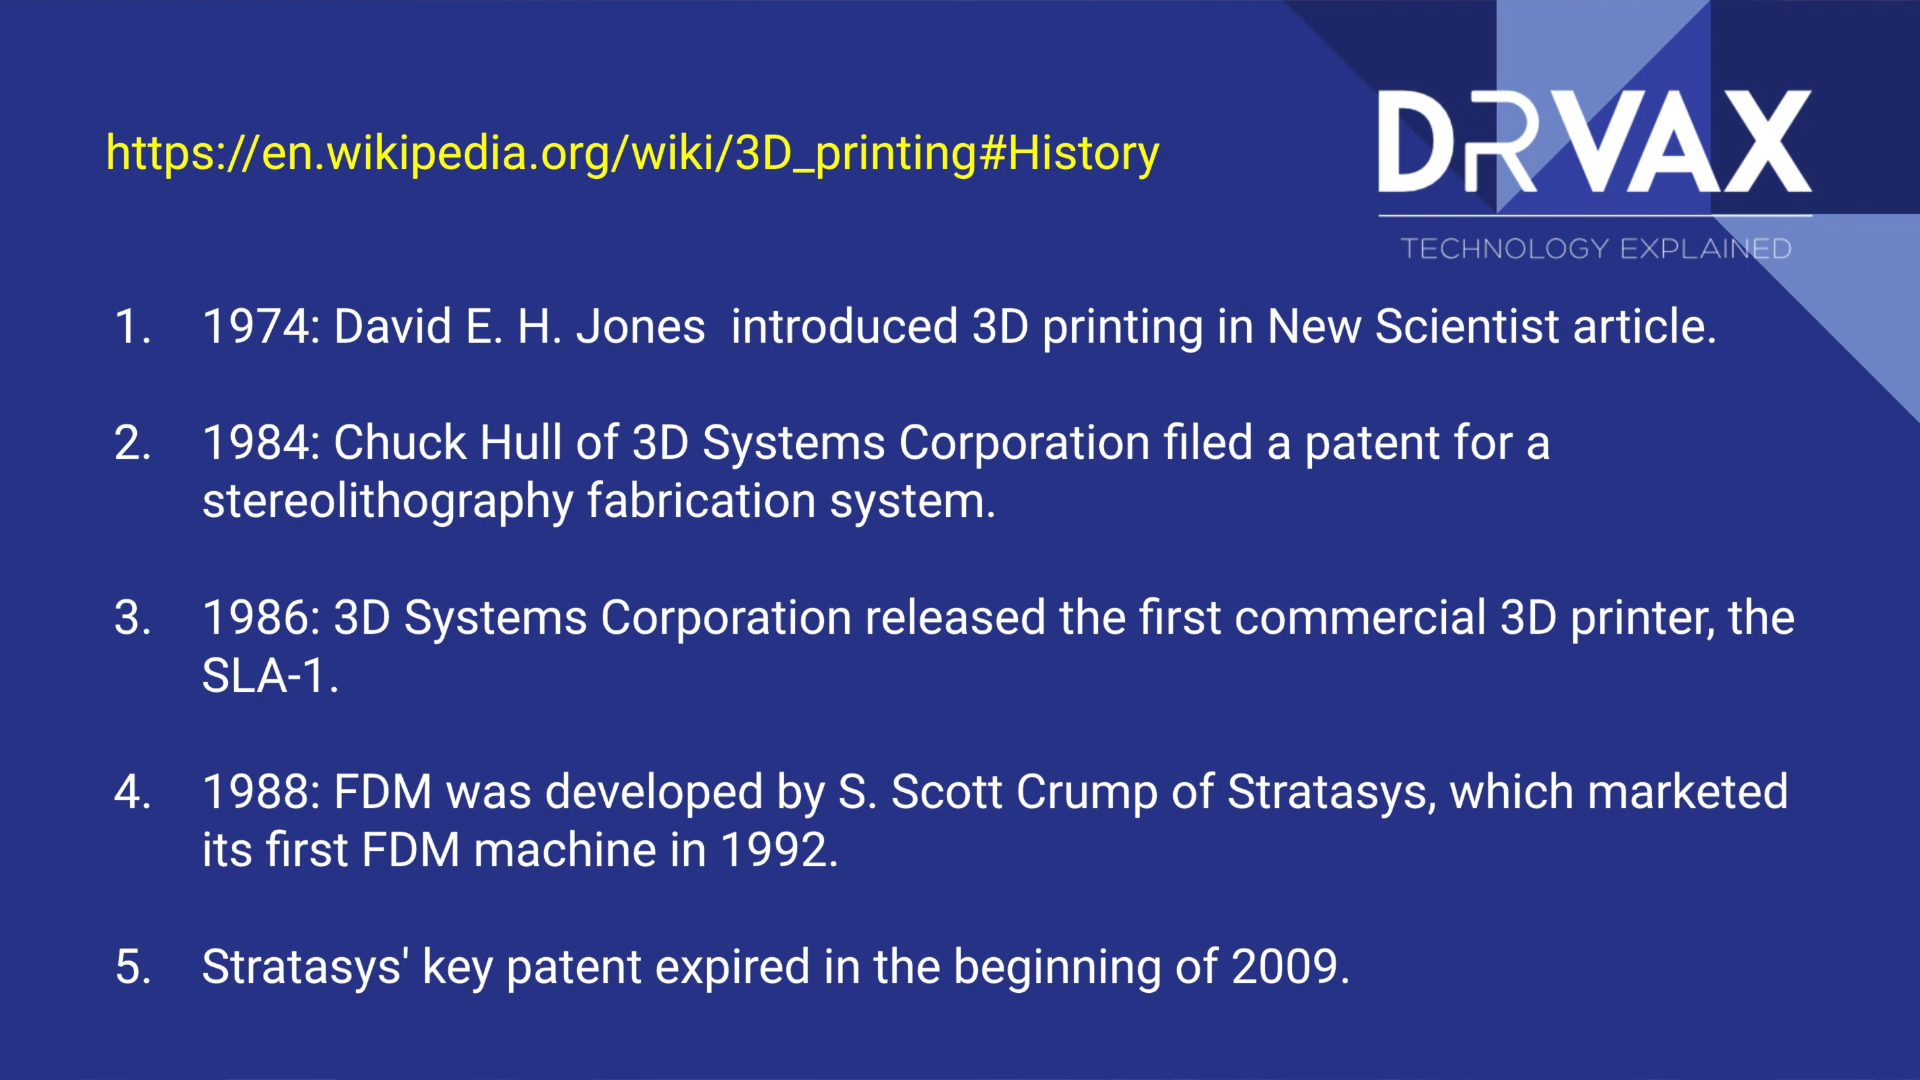 https://en.wikipedia.org/wiki/3D_printing#History
DRVAX
TECHNOLOGY EXPLAINED
1. 1974: David E. H. Jones  introduced 3D printing in New Scientist article.
2. 1984: Chuck Hull of 3D Systems Corporation filed a patent for a
stereolithography fabrication system.
3. 1986: 3D Systems Corporation released the first commercial 3D printer, the
SLA-1.
4. 1988: FDM was developed by S. Scott Crump of Stratasys, which marketed
its first FDM machine in 1992.
5. Stratasys' key patent expired in the beginning of 2009.